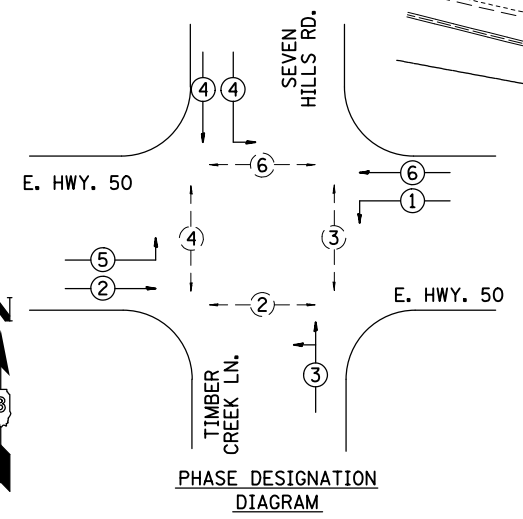 SEVEN
HILLS RD.
4 4
6
E. HWY. 50
6
1
4
3
5
2
E. HWY. 50
2
N
3
TIMBER
CREEK LN.
PHASE DESIGNATION
DIAGRAM